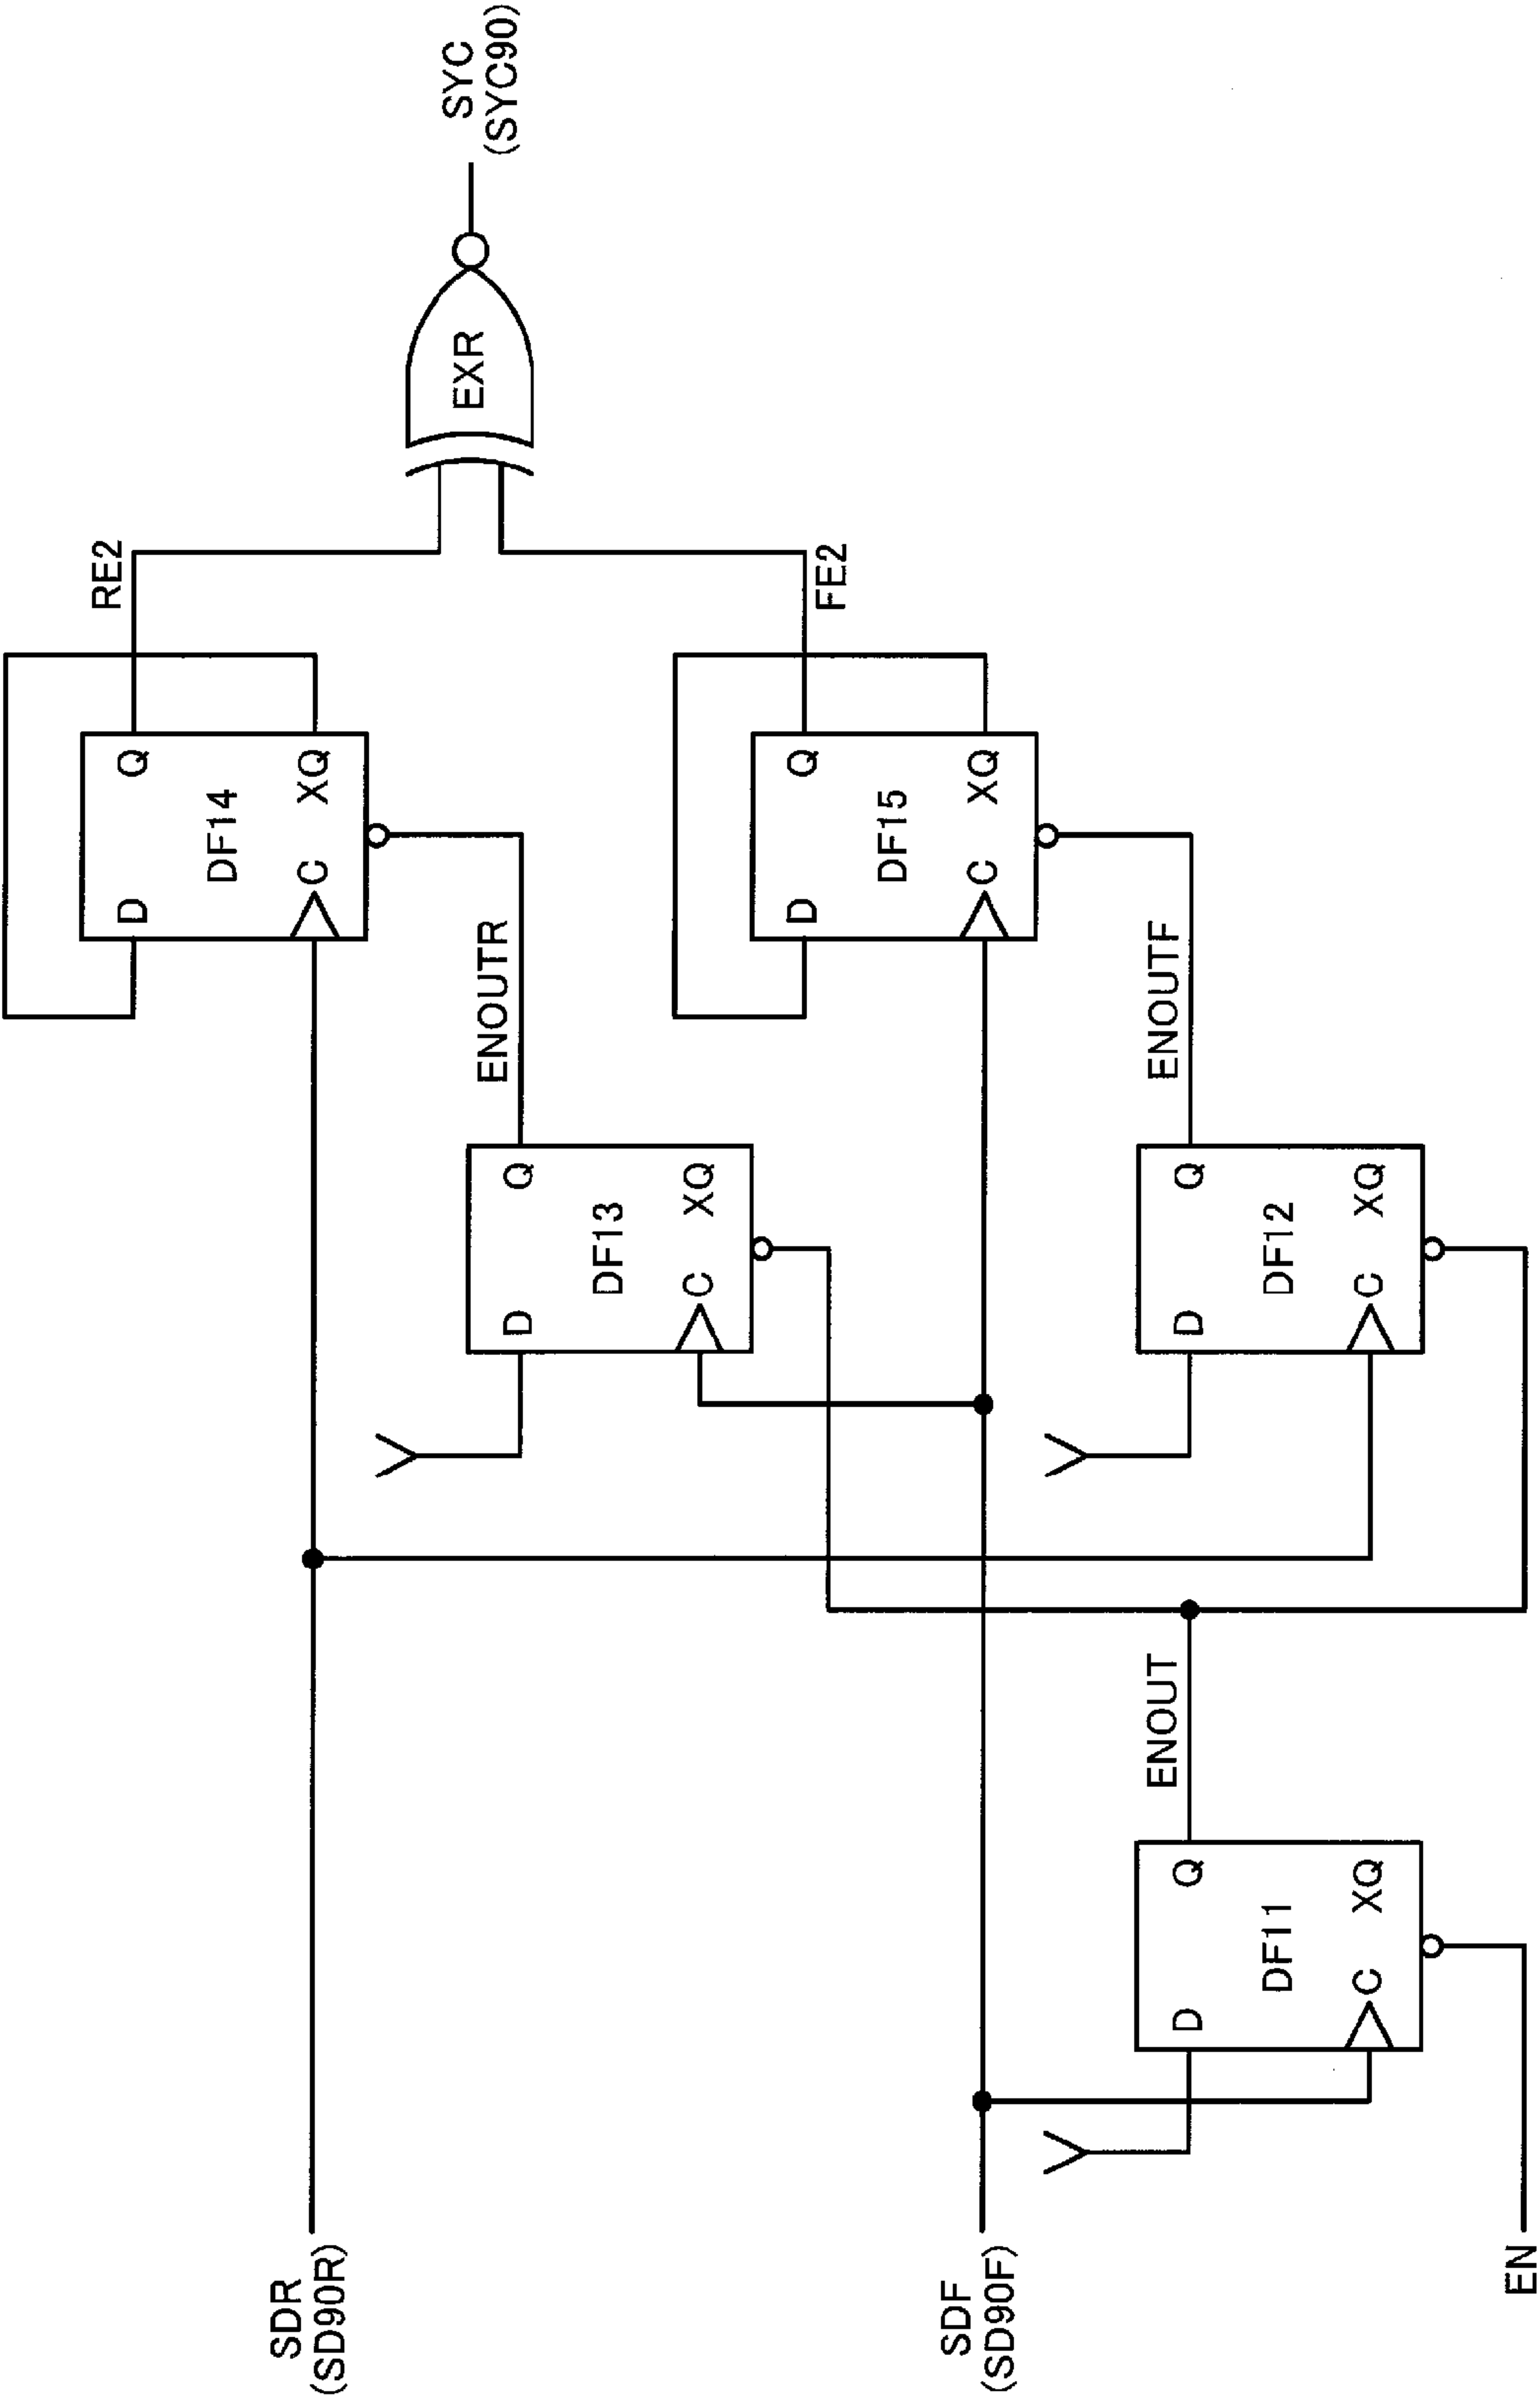 SDR
(SD90R)
SDF
(SD90F)
EN
D
Q
DF11
C
XQ
ENOUT
D
Q
DF13
C
XQ
ENOUTR
D
Q
DF12
C
XQ
ENOUTF
D
Q
DF14
C
XQ
RE2
D
Q
DF15
C
XQ
FE2
EXR
SYC
(SYC90)